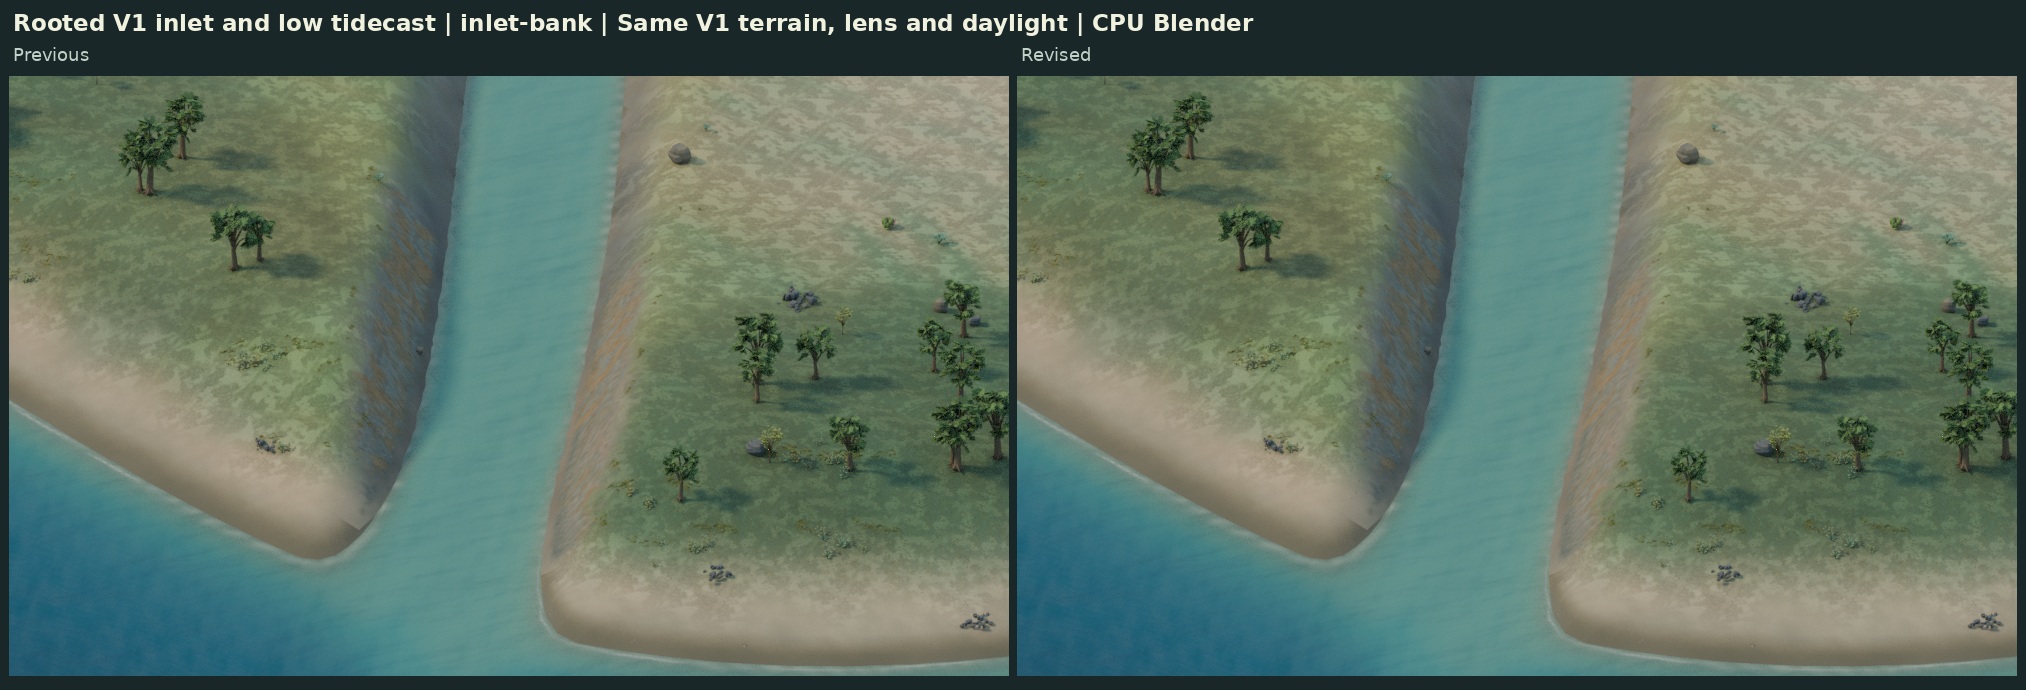 Rooted V1 inlet and low tidecast | inlet-bank | Same V1 terrain, lens and daylight | CPU Blender
Previous
Revised